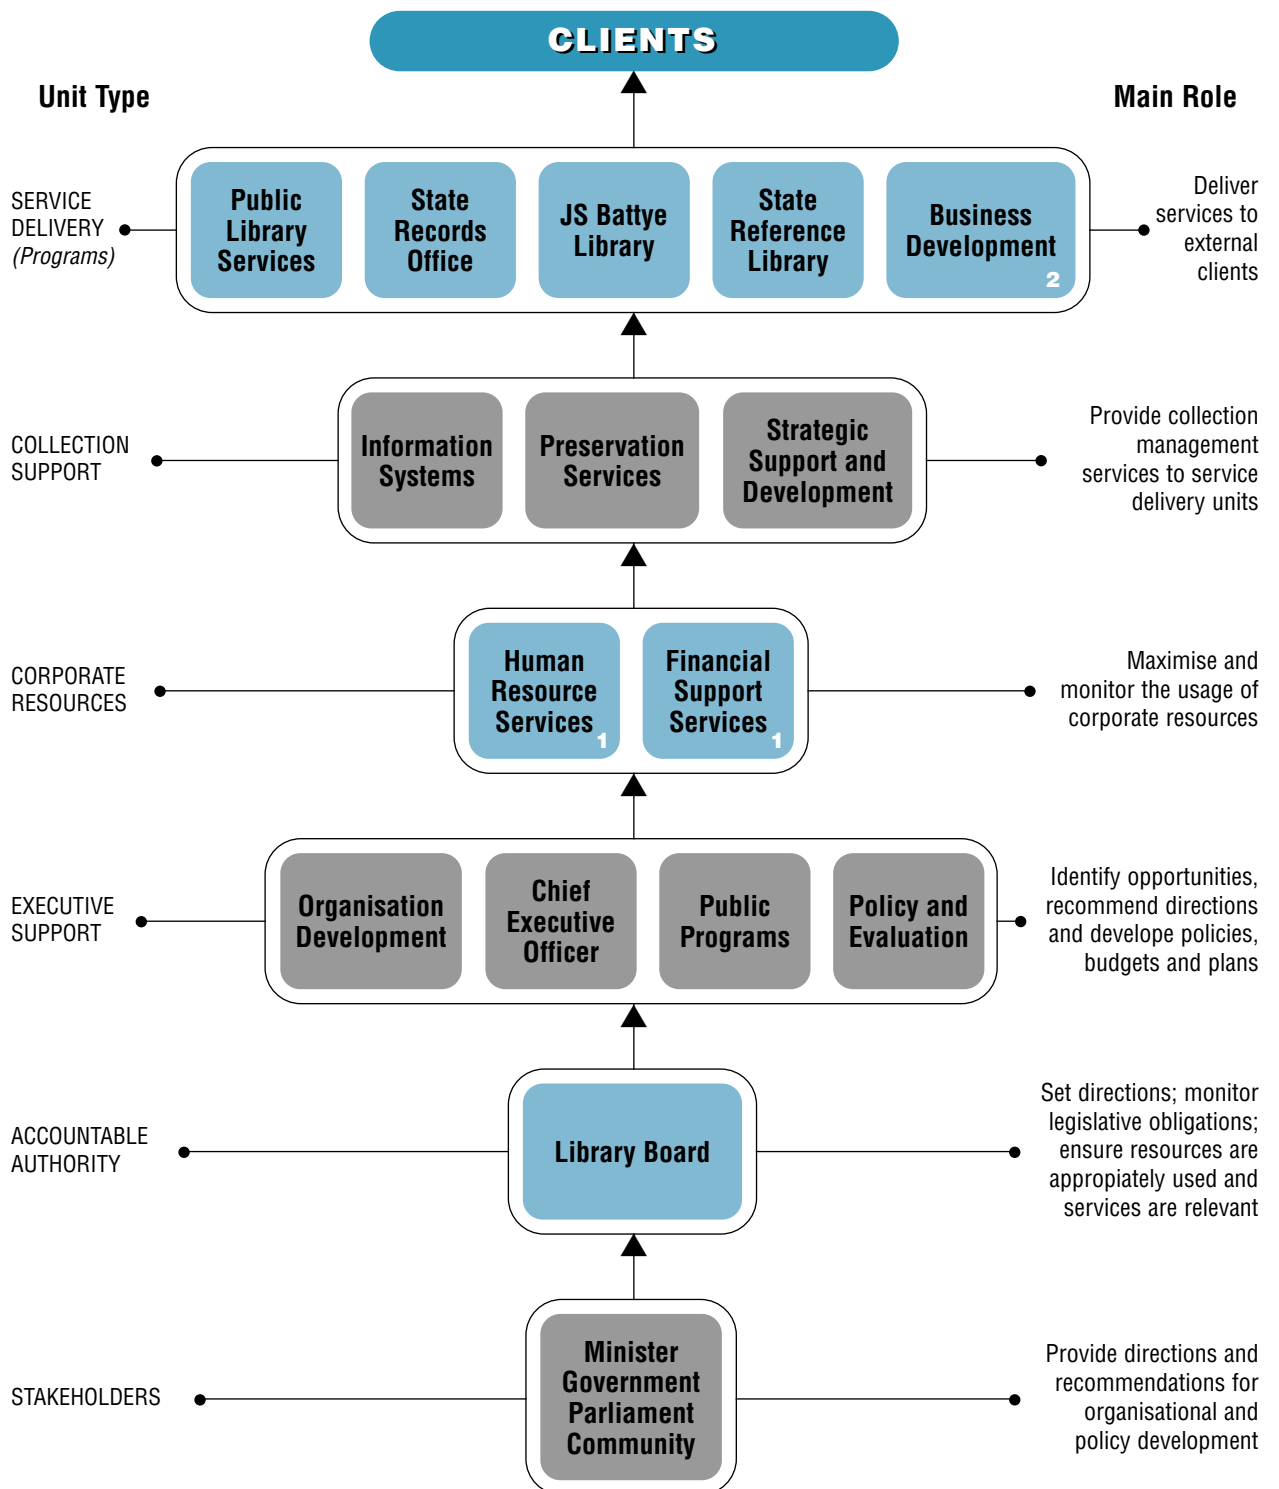 CLIENTS
Unit Type
Main Role
SERVICE
DELIVERY
(Programs)
Public
Library
Services
State
Records
Office
JS Battye
Library
State
Reference
Library
Business
Development
2
Deliver
services to
external
clients
COLLECTION
SUPPORT
Information
Systems
Preservation
Services
Strategic
Support and
Development
Provide collection
management
services to service
delivery units
CORPORATE
RESOURCES
Human
Resource
Services
1
Financial
Support
Services
1
Maximise and
monitor the usage of
corporate resources
EXECUTIVE
SUPPORT
Organisation
Development
Chief
Executive
Officer
Public
Programs
Policy and
Evaluation
Identify opportunities,
recommend directions
and develope policies,
budgets and plans
ACCOUNTABLE
AUTHORITY
Library Board
Set directions; monitor
legislative obligations;
ensure resources are
appropiately used and
services are relevant
STAKEHOLDERS
Minister
Government
Parliament
Community
Provide directions and
recommendations for
organisational and
policy development